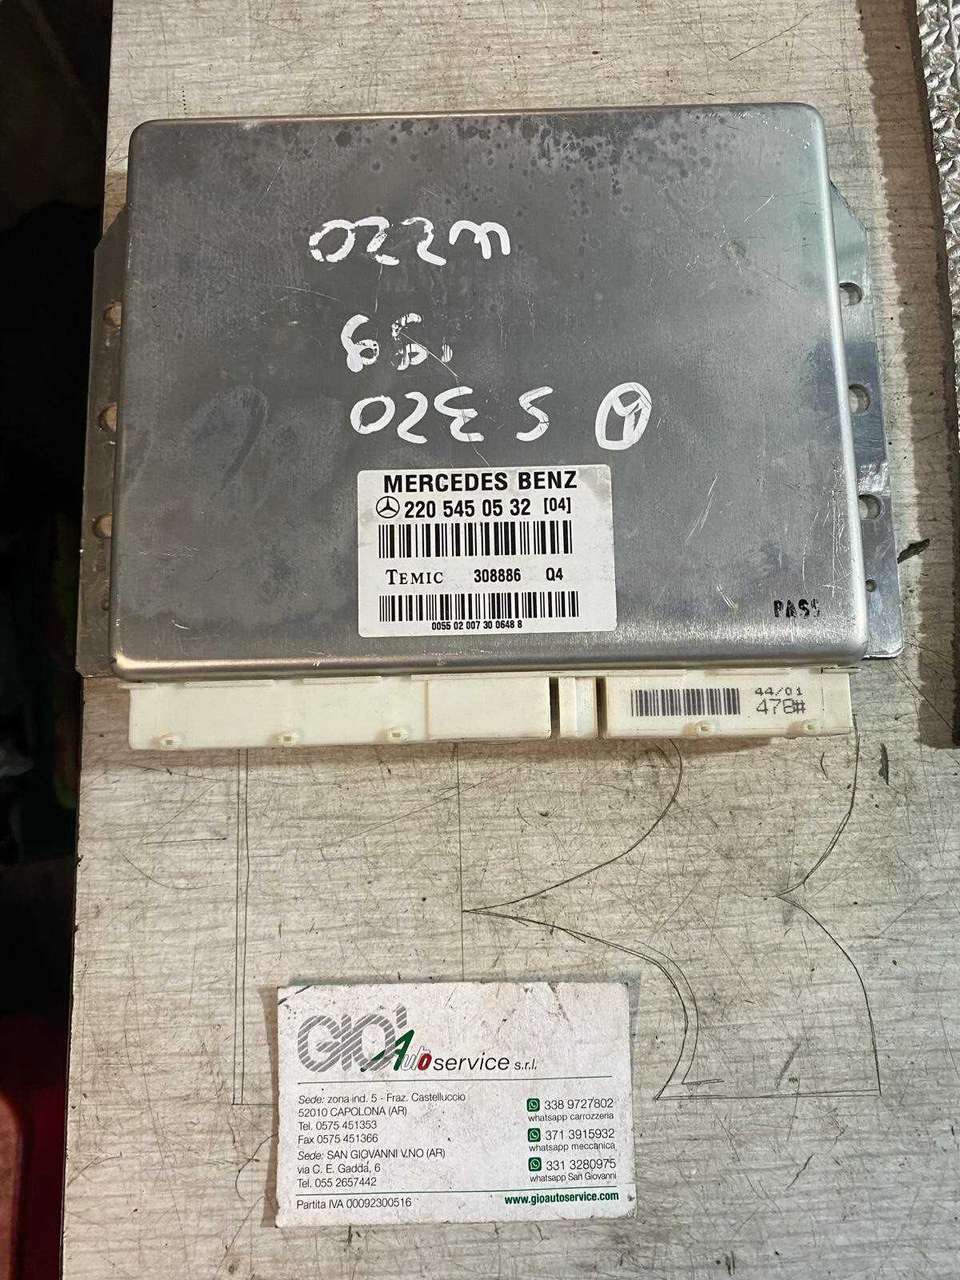 S 320
'99
W220
MERCEDES BENZ
220 545 05 32 [04]
TEMIC 308886 Q4
0055 02 007 30 0648 8
PASS
44/01
478#
GIO' Auto service s.r.l.
Sede: zona ind. 5 - Fraz. Castelluccio
52010 CAPOLONA (AR)
Tel. 0575 451353
Fax 0575 451366
Sede: SAN GIOVANNI V.NO (AR)
via C. E. Gadda, 6
Tel. 055 2657442
Partita IVA 00092300516
338 9727802
whatsapp carrozzeria
371 3915932
whatsapp meccanica
331 3280975
whatsapp San Giovanni
www.gioautoservice.com